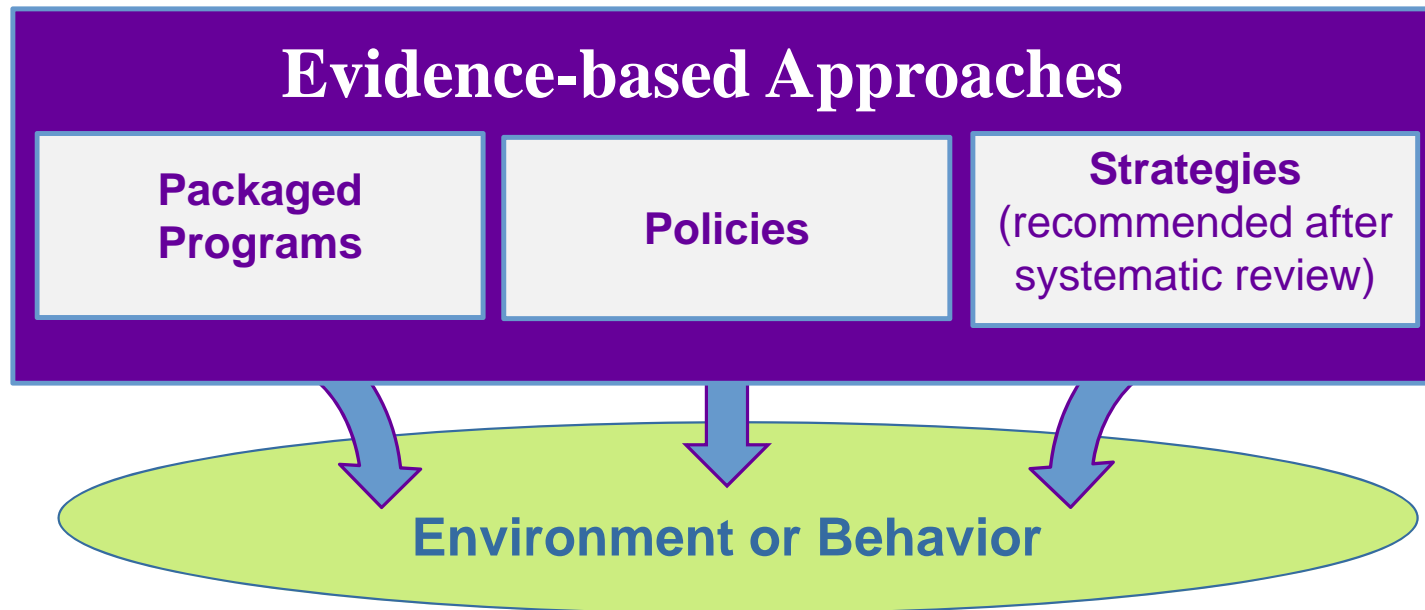 Evidence-based Approaches
Packaged
Programs
Policies
Strategies
(recommended after
systematic review)
Environment or Behavior